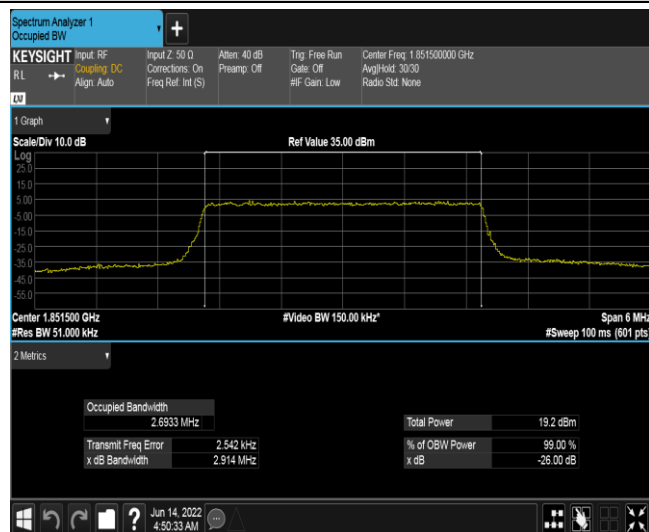 Spectrum Analyzer 1
Occupied BW
+
KEYSIGHT Input: RF Input Z: 50 Ω Atten: 40 dB Trig: Free Run Center Freq: 1.851500000 GHz
RL Coupling: DC Corrections: On Preamp: Off Gate: Off Avg|Hold: 30/30
Align: Auto Freq Ref: Int (S) #IF Gain: Low Radio Std: None
LXI
1 Graph
Scale/Div 10.0 dB Ref Value 35.00 dBm
Log
25.0
15.0
5.00
-5.00
-15.0
-25.0
-35.0
-45.0
-55.0
Center 1.851500 GHz #Video BW 150.00 kHz* Span 6 MHz
#Res BW 51.000 kHz #Sweep 100 ms (601 pts)
2 Metrics
Occupied Bandwidth
2.6933 MHz Total Power 19.2 dBm
Transmit Freq Error 2.542 kHz % of OBW Power 99.00 %
x dB Bandwidth 2.914 MHz x dB -26.00 dB
? Jun 14, 2022
4:50:33 AM